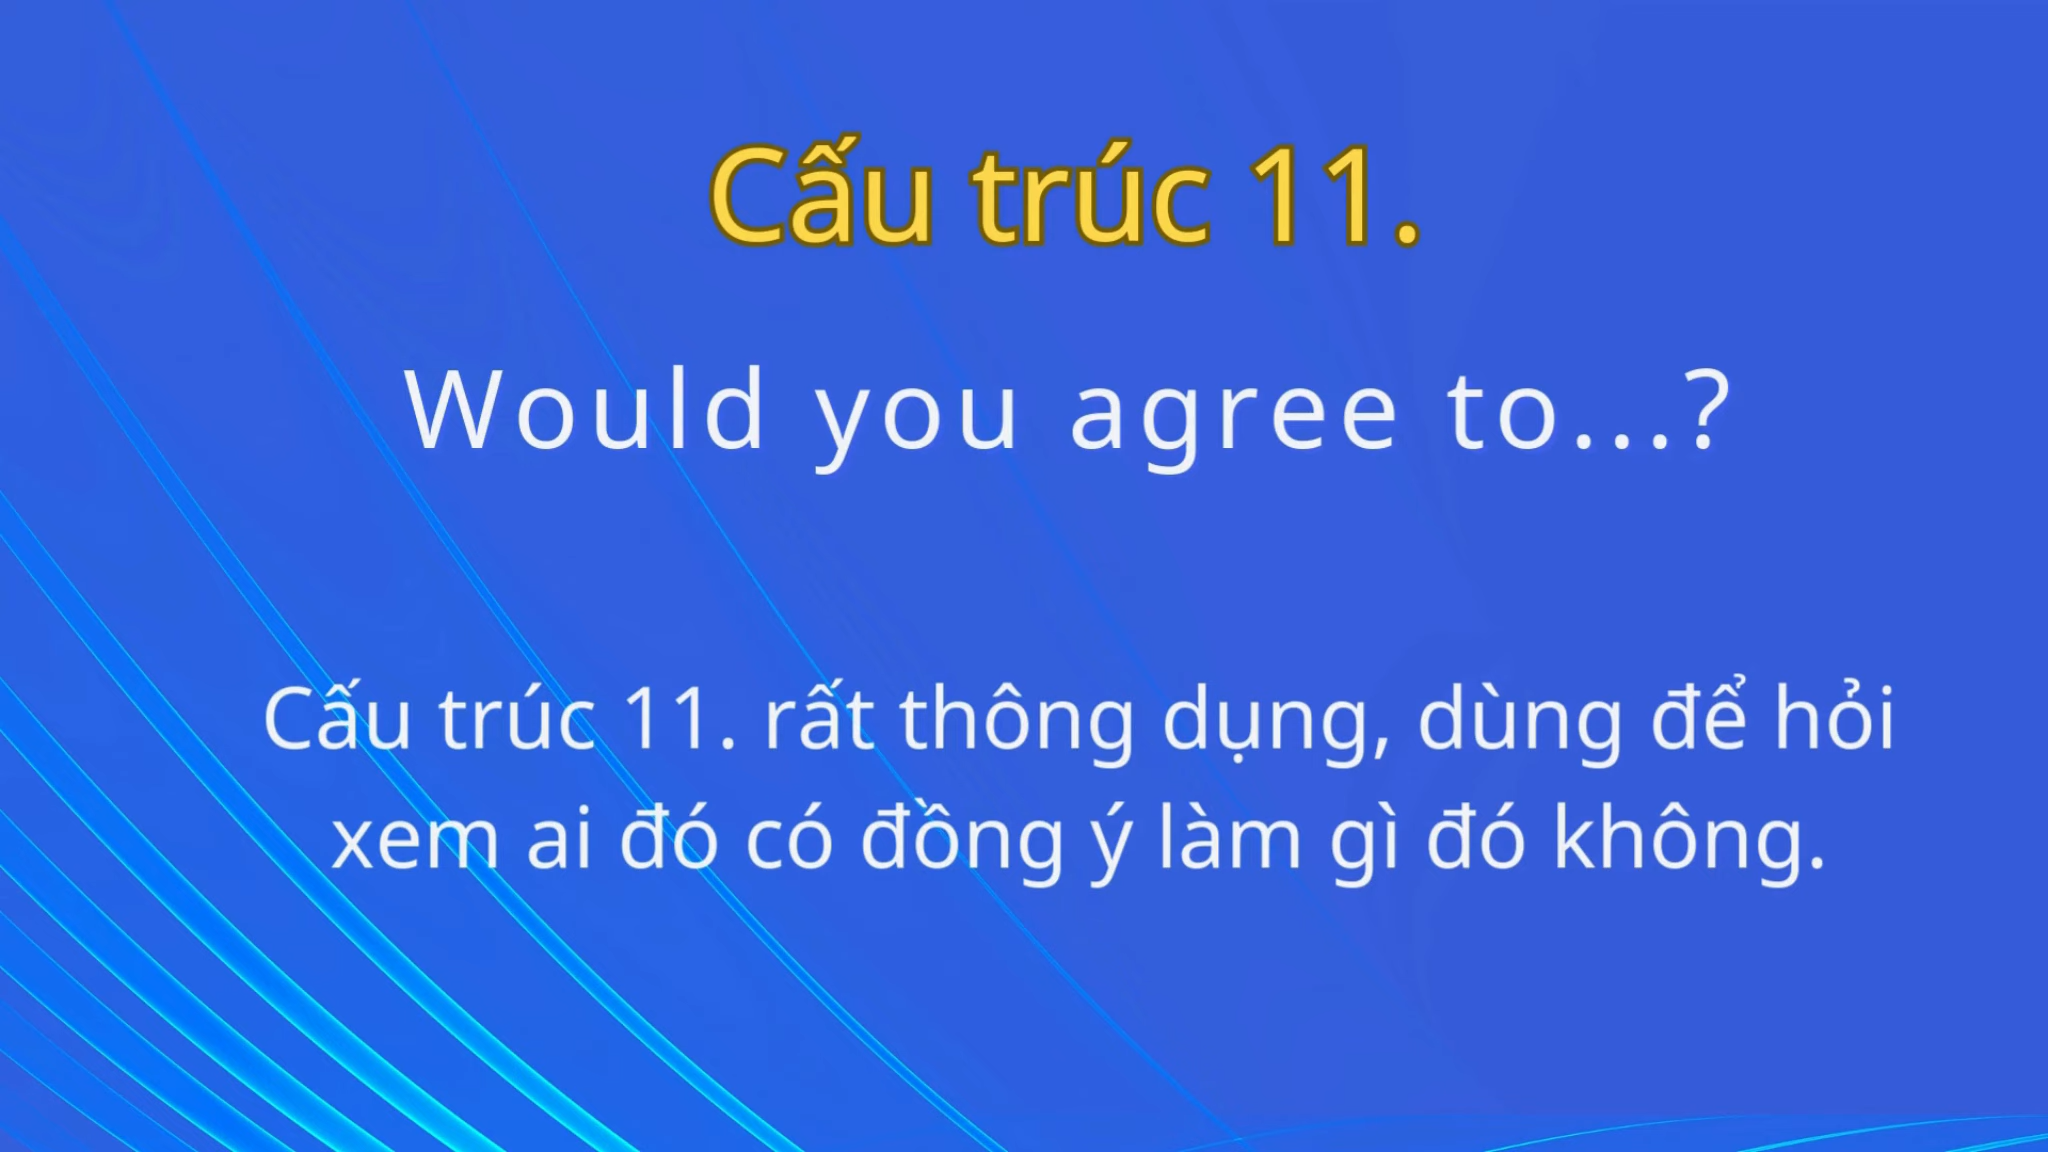 Cấu trúc 11.
Would you agree to...?
Cấu trúc 11. rất thông dụng, dùng để hỏi
xem ai đó có đồng ý làm gì đó không.